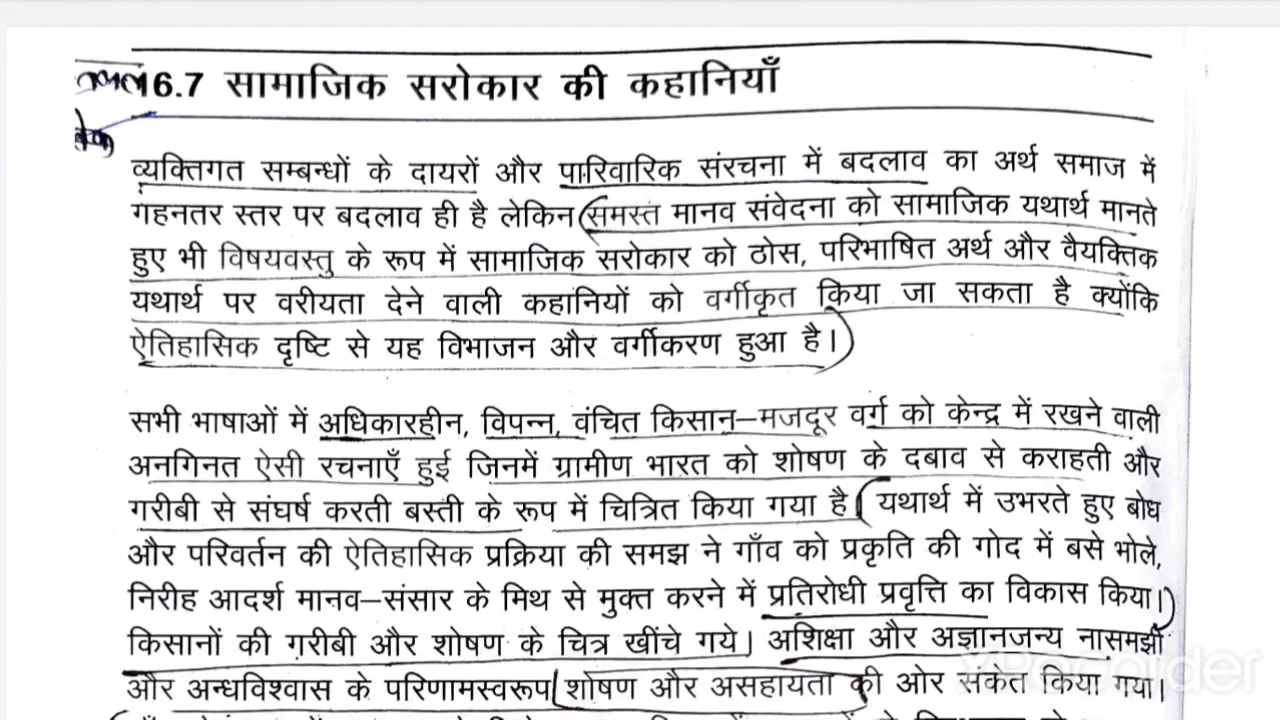 16.7 सामाजिक सरोकार की कहानियाँ
व्यक्तिगत सम्बन्धों के दायरों और पारिवारिक संरचना में बदलाव का अर्थ समाज में
गहनतर स्तर पर बदलाव ही है लेकिन (समस्त मानव संवेदना को सामाजिक यथार्थ मानते
हुए भी विषयवस्तु के रूप में सामाजिक सरोकार को ठोस, परिभाषित अर्थ और वैयक्तिक
यथार्थ पर वरीयता देने वाली कहानियों को वर्गीकृत किया जा सकता है क्योंकि
ऐतिहासिक दृष्टि से यह विभाजन और वर्गीकरण हुआ है।)
सभी भाषाओं में अधिकारहीन, विपन्न, वंचित किसान–मजदूर वर्ग को केन्द्र में रखने वाली
अनगिनत ऐसी रचनाएँ हुई जिनमें ग्रामीण भारत को शोषण के दबाव से कराहती और
ग़रीबी से संघर्ष करती बस्ती के रूप में चित्रित किया गया है। यथार्थ में उभरते हुए बोध
और परिवर्तन की ऐतिहासिक प्रक्रिया की समझ ने गाँव को प्रकृति की गोद में बसे भोले,
निरीह आदर्श मानव–संसार के मिथ से मुक्त करने में प्रतिरोधी प्रवृत्ति का विकास किया।)
किसानों की ग़रीबी और शोषण के चित्र खींचे गये। अशिक्षा और अज्ञानजन्य नासमझी
और अन्धविश्वास के परिणामस्वरूप शोषण और असहायता की ओर संकेत किया गया।
XRecorder